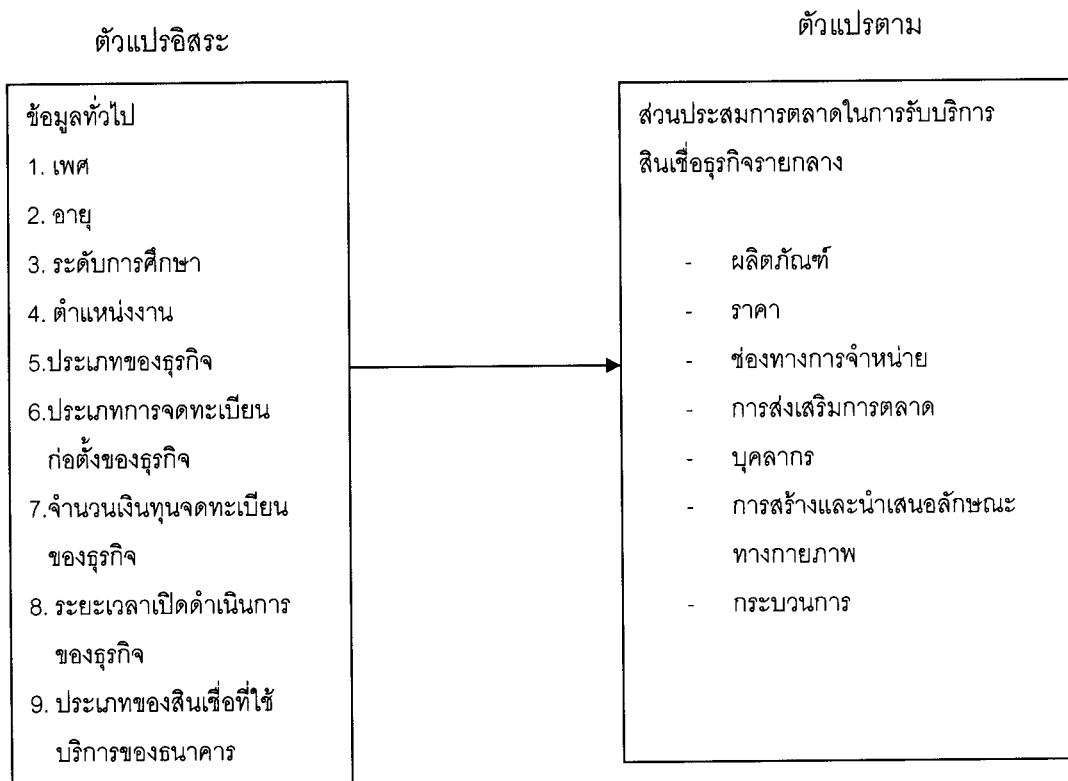 ตัวแปรอิสระ
ข้อมูลทั่วไป
1. เพศ
2. อายุ
3. ระดับการศึกษา
4. ตำแหน่งงาน
5.ประเภทของธุรกิจ
6.ประเภทการจดทะเบียน
ก่อตั้งของธุรกิจ
7.จำนวนเงินทุนจดทะเบียน
ของธุรกิจ
8. ระยะเวลาเปิดดำเนินการ
ของธุรกิจ
9. ประเภทของสินเชื่อที่ใช้
บริการของธนาคาร
ตัวแปรตาม
ส่วนประสมการตลาดในการรับบริการ
สินเชื่อธุรกิจรายกลาง
- ผลิตภัณฑ์
- ราคา
- ช่องทางการจำหน่าย
- การส่งเสริมการตลาด
- บุคลากร
- การสร้างและนำเสนอลักษณะ
ทางกายภาพ
- กระบวนการ